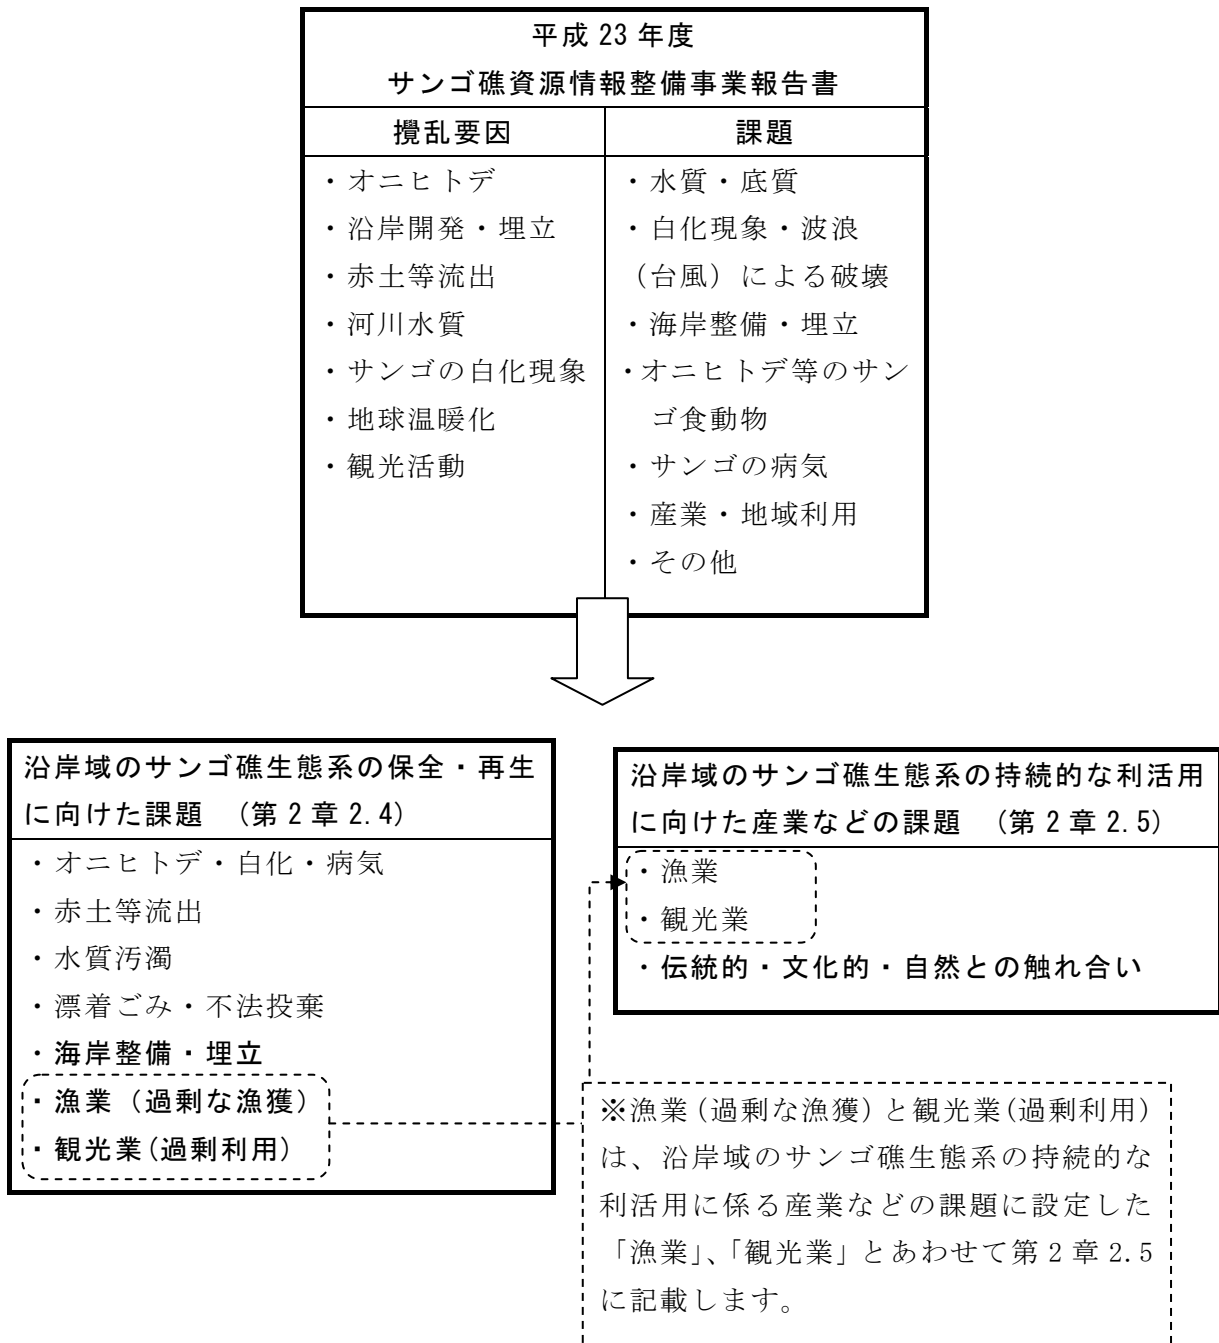 平成 23 年度
サンゴ礁資源情報整備事業報告書
攪乱要因
・オニヒトデ
・沿岸開発・埋立
・赤土等流出
・河川水質
・サンゴの白化現象
・地球温暖化
・観光活動
課題
・水質・底質
・白化現象・波浪
（台風）による破壊
・海岸整備・埋立
・オニヒトデ等のサン
ゴ食動物
・サンゴの病気
・産業・地域利用
・その他
沿岸域のサンゴ礁生態系の保全・再生
に向けた課題　(第 2 章 2.4)
・オニヒトデ・白化・病気
・赤土等流出
・水質汚濁
・漂着ごみ・不法投棄
・海岸整備・埋立
・漁業（過剰な漁獲）
・観光業(過剰利用)
沿岸域のサンゴ礁生態系の持続的な利活用
に向けた産業などの課題　(第 2 章 2.5)
・漁業
・観光業
・伝統的・文化的・自然との触れ合い
※漁業(過剰な漁獲)と観光業(過剰利用)
は、沿岸域のサンゴ礁生態系の持続的な
利活用に係る産業などの課題に設定した
「漁業」、「観光業」とあわせて第 2 章 2.5
に記載します。